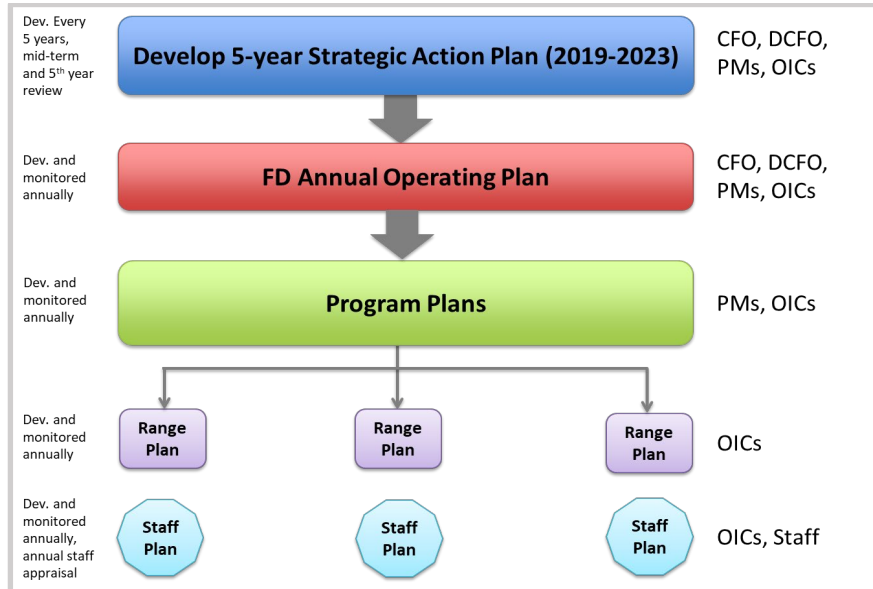 Dev. Every
5 years,
mid-term
and 5th year
review
Develop 5-year Strategic Action Plan (2019-2023)
CFO, DCFO,
PMs, OICs
Dev. and
monitored
annually
FD Annual Operating Plan
CFO, DCFO,
PMs, OICs
Dev. and
monitored
annually
Program Plans
PMs, OICs
Dev. and
monitored
annually
Range
Plan
Range
Plan
Range
Plan
OICs
Dev. and
monitored
annually,
annual staff
appraisal
Staff
Plan
Staff
Plan
Staff
Plan
OICs, Staff